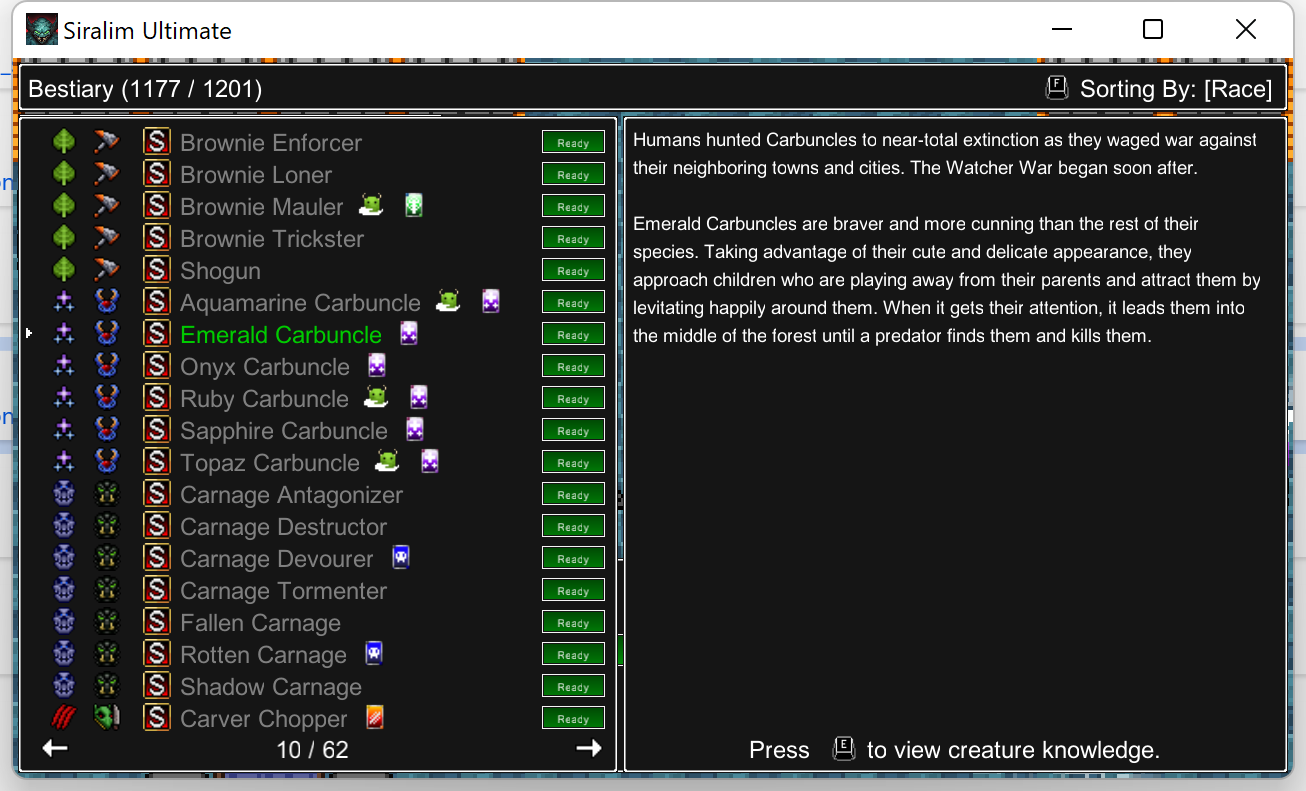 Siralim Ultimate
Bestiary (1177 / 1201)
F Sorting By: [Race]
S Brownie Enforcer Ready
S Brownie Loner Ready
S Brownie Mauler Ready
S Brownie Trickster Ready
S Shogun Ready
S Aquamarine Carbuncle Ready
S Emerald Carbuncle Ready
S Onyx Carbuncle Ready
S Ruby Carbuncle Ready
S Sapphire Carbuncle Ready
S Topaz Carbuncle Ready
S Carnage Antagonizer Ready
S Carnage Destructor Ready
S Carnage Devourer Ready
S Carnage Tormenter Ready
S Fallen Carnage Ready
S Rotten Carnage Ready
S Shadow Carnage Ready
S Carver Chopper Ready
10 / 62
Humans hunted Carbuncles to near-total extinction as they waged war against
their neighboring towns and cities. The Watcher War began soon after.
Emerald Carbuncles are braver and more cunning than the rest of their
species. Taking advantage of their cute and delicate appearance, they
approach children who are playing away from their parents and attract them by
levitating happily around them. When it gets their attention, it leads them into
the middle of the forest until a predator finds them and kills them.
Press E to view creature knowledge.